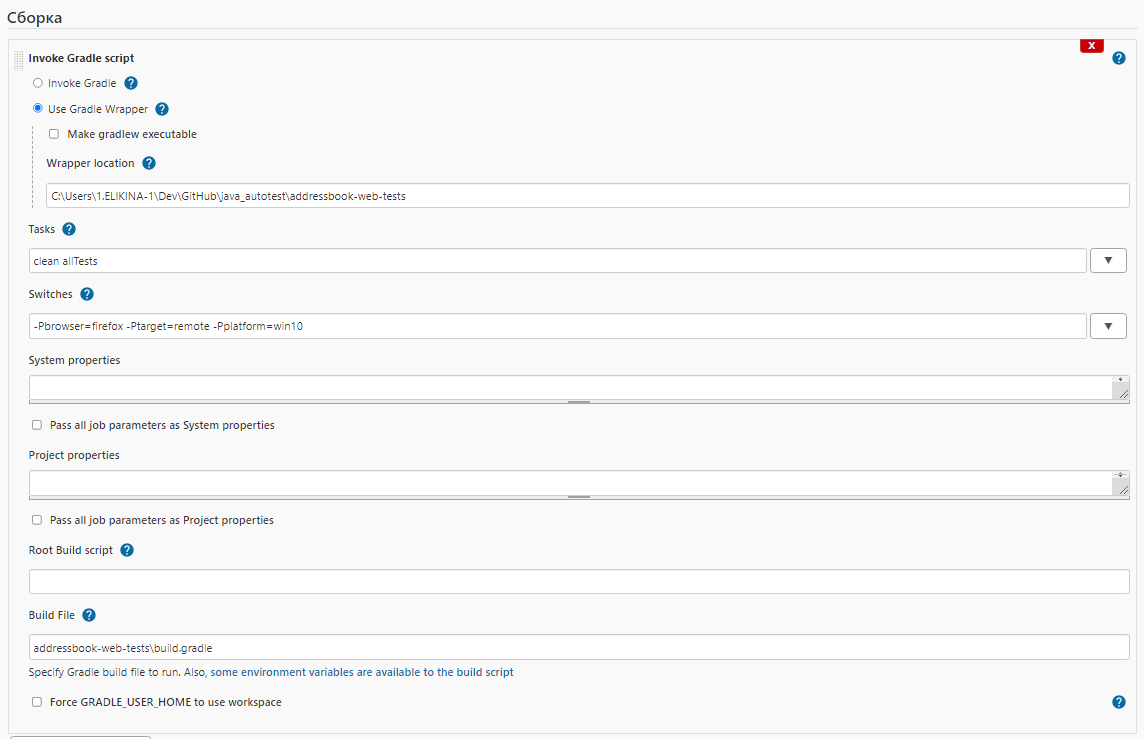 Сборка
X
Invoke Gradle script
?
Invoke Gradle ?
Use Gradle Wrapper ?
Make gradlew executable
Wrapper location ?
C:\Users\1.ELIKINA-1\Dev\GitHub\java_autotest\addressbook-web-tests
Tasks ?
clean allTests
Switches ?
-Pbrowser=firefox -Ptarget=remote -Pplatform=win10
System properties
Pass all job parameters as System properties
Project properties
Pass all job parameters as Project properties
Root Build script ?
Build File ?
addressbook-web-tests\build.gradle
Specify Gradle build file to run. Also, some environment variables are available to the build script
Force GRADLE_USER_HOME to use workspace ?